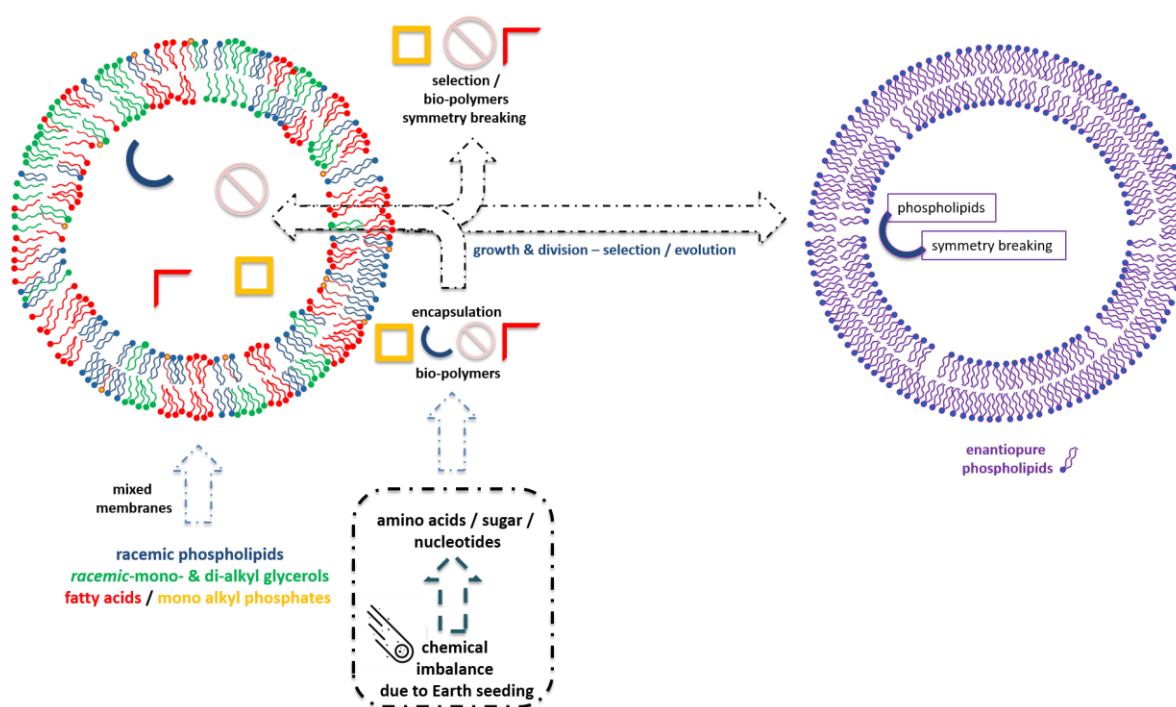 selection /
bio-polymers
symmetry breaking
phospholipids
symmetry breaking
growth & division – selection / evolution
encapsulation
bio-polymers
enantiopure
phospholipids
mixed
membranes
racemic phospholipids
racemic-mono- & di-alkyl glycerols
fatty acids / mono alkyl phosphates
amino acids / sugar /
nucleotides
chemical
imbalance
due to Earth seeding